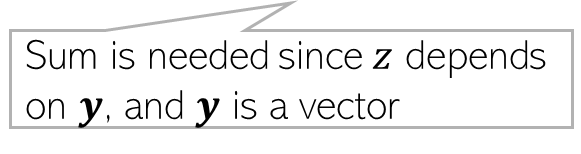 Sum is needed since z depends
on y, and y is a vector